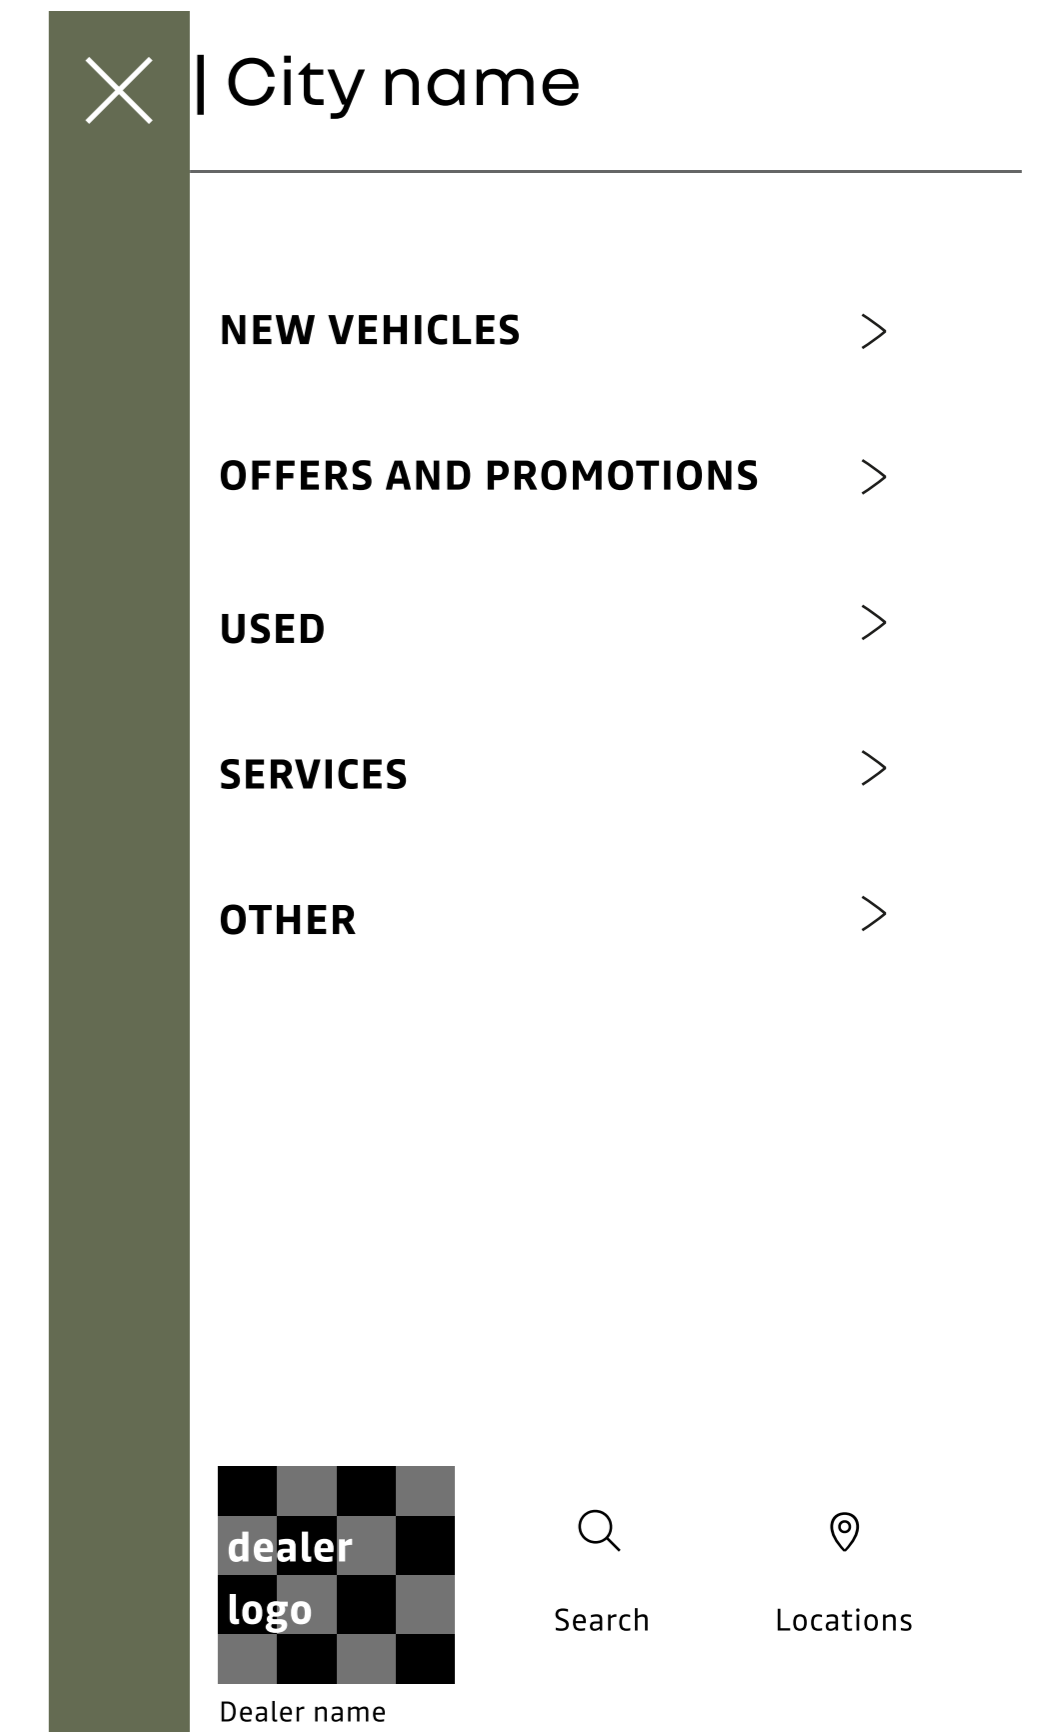 | City name
NEW VEHICLES
OFFERS AND PROMOTIONS
USED
SERVICES
OTHER
dealer
logo
Search
Locations
Dealer name